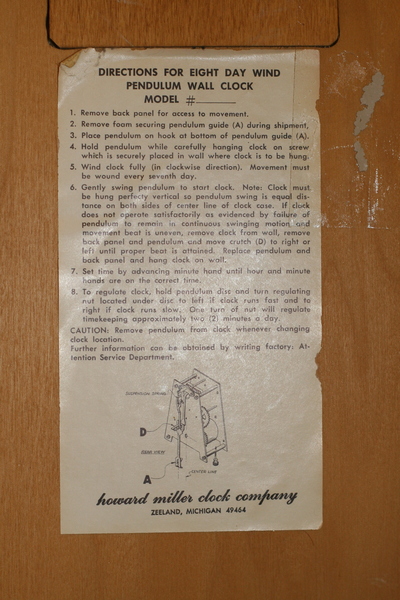 DIRECTIONS FOR EIGHT DAY WIND
PENDULUM WALL CLOCK
MODEL #
1. Remove back panel for access to movement.
2. Remove foam securing pendulum guide (A) during shipment.
3. Place pendulum on hook at bottom of pendulum guide (A).
4. Hold pendulum while carefully hanging clock on screw
which is securely placed in wall where clock is to be hung.
5. Wind clock fully (in clockwise direction). Movement must
be wound every seventh day.
6. Gently swing pendulum to start clock. Note: Clock must
be hung perfecty vertical so pendulum swing is equal dis-
tance on both sides of center line of clock case. If clock
does not operate satisfactorily as evidenced by failure of
pendulum to remain in continuous swinging motion and
movement beat is uneven, remove clock from wall, remove
back panel and pendulum and move crutch (D) to right or
left until proper beat is attained. Replace pendulum and
back panel and hang clock on wall.
7. Set time by advancing minute hand until hour and minute
hands are on the correct time.
8. To regulate clock, hold pendulum disc and turn regulating
nut located under disc to left if clock runs fast and to
right if clock runs slow. One turn of nut will regulate
timekeeping approximately two (2) minutes a day.
CAUTION: Remove pendulum from clock whenever changing
clock location.
Further information can be obtained by writing factory: At-
tention Service Department.
SUSPENSION SPRING
D
REAR VIEW
CENTER LINE
A
howard miller clock company
ZEELAND, MICHIGAN 49464